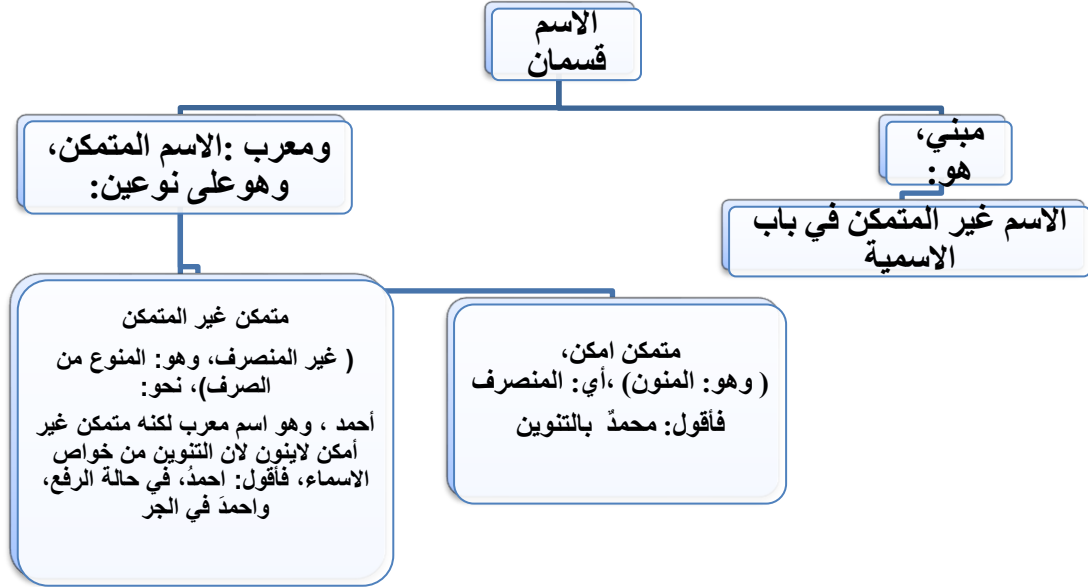 الاسم
قسمان
مبني،
هو:
الاسم غير المتمكن في باب
الاسمية
ومعرب :الاسم المتمكن،
وهوعلى نوعين:
متمكن امكن،
( وهو: المنون) ،أي: المنصرف
فأقول: محمدٌ بالتنوين
متمكن غير المتمكن
( غير المنصرف، وهو: المنوع من
الصرف)، نحو:
أحمد ، وهو اسم معرب لكنه متمكن غير
أمكن لاينون لان التنوين من خواص
الاسماء، فأقول: احمدُ، في حالة الرفع،
واحمدَ في الجر